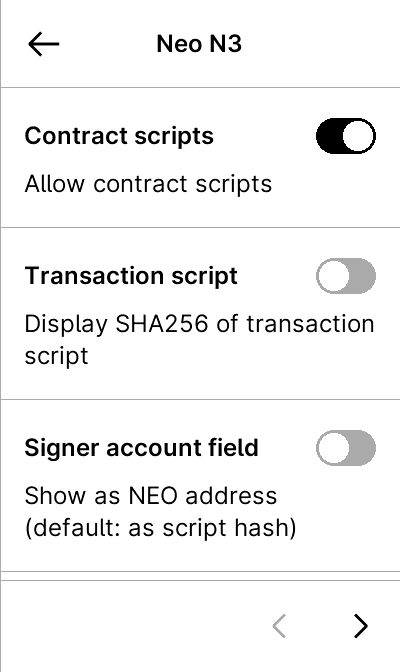 Neo N3
Contract scripts
Allow contract scripts
Transaction script
Display SHA256 of transaction
script
Signer account field
Show as NEO address
(default: as script hash)